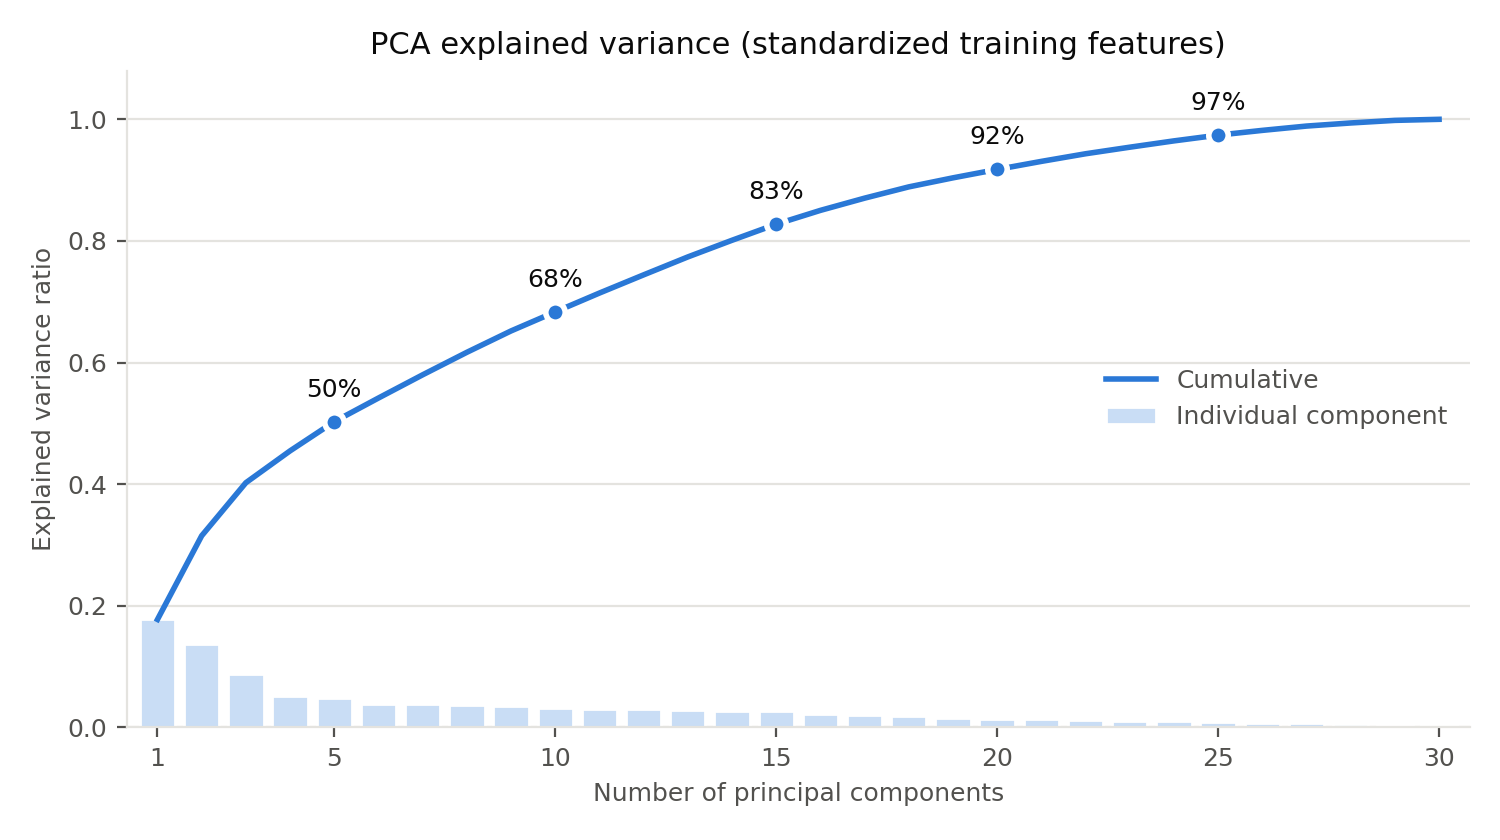 PCA explained variance (standardized training features)
97%
92%
83%
68%
50%
1.0
0.8
0.6
0.4
0.2
0.0
Explained variance ratio
Cumulative
Individual component
1 5 10 15 20 25 30
Number of principal components